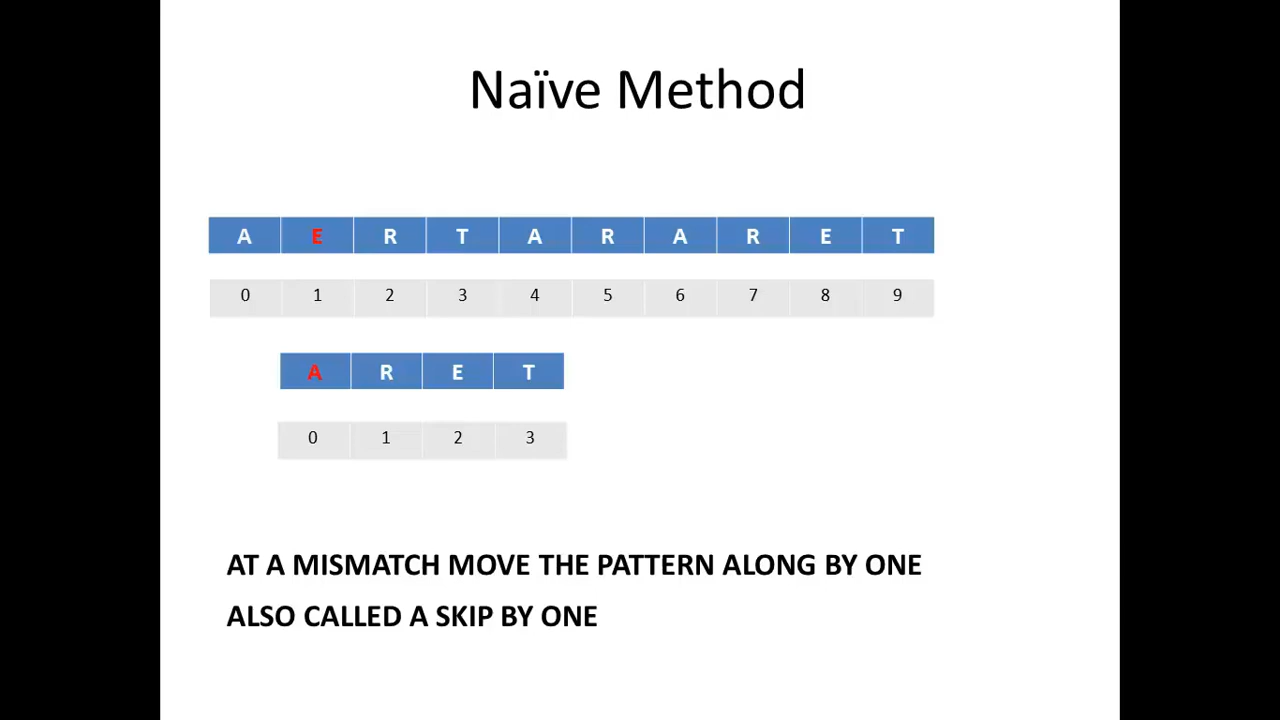 Naïve Method
A E R T A R A R E T
0 1 2 3 4 5 6 7 8 9
A R E T
0 1 2 3
AT A MISMATCH MOVE THE PATTERN ALONG BY ONE
ALSO CALLED A SKIP BY ONE